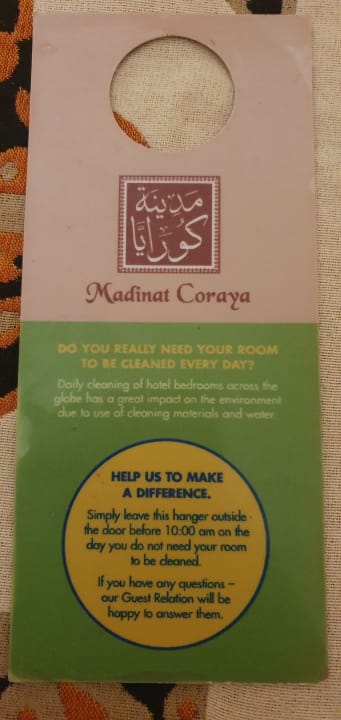 مَدِينَة
كُورَايَّا
Madinat Coraya
DO YOU REALLY NEED YOUR ROOM
TO BE CLEANED EVERY DAY?
Daily cleaning of hotel bedrooms across the
globe has a great impact on the environment
due to use of cleaning materials and water.
HELP US TO MAKE
A DIFFERENCE.
Simply leave this hanger outside
the door before 10:00 am on the
day you do not need your room
to be cleaned.
If you have any questions –
our Guest Relation will be
happy to answer them.